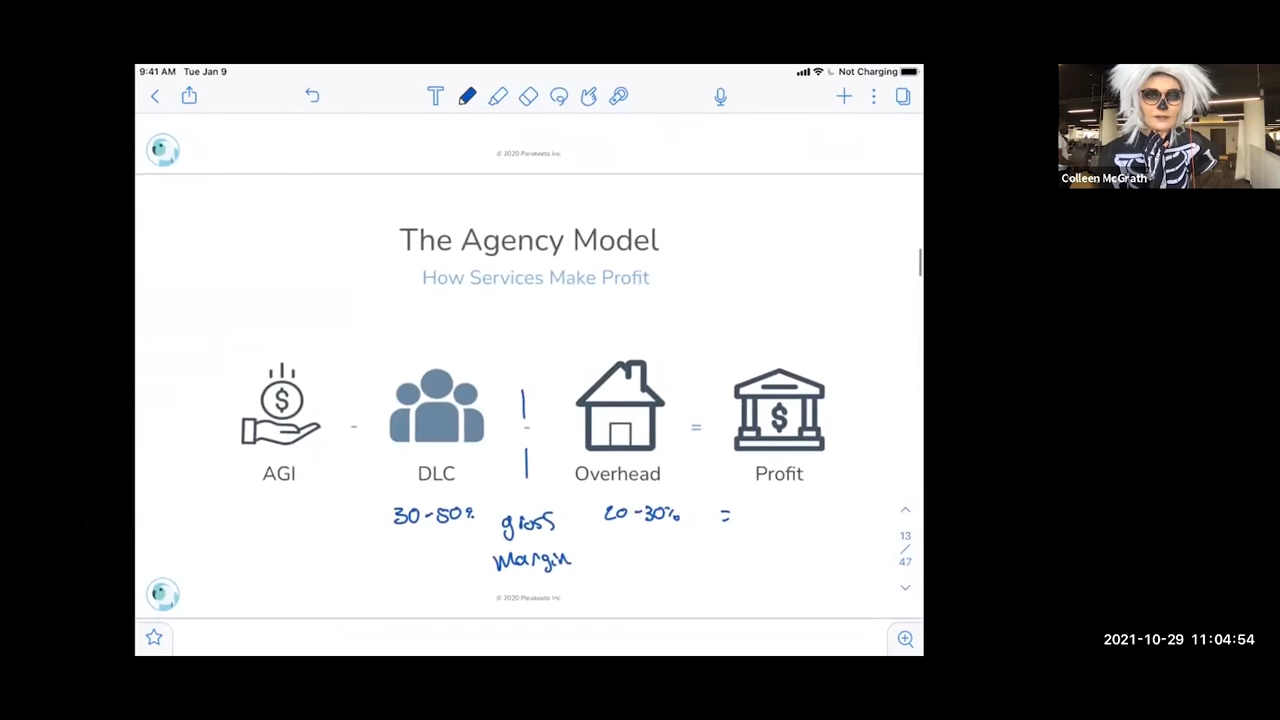 9:41 AM Tue Jan 9
Not Charging
T
© 2020 Parakeeto Inc.
The Agency Model
How Services Make Profit
$ - - = $
AGI DLC Overhead Profit
30-50% gross 20-30% =
margin
13
/
47
© 2020 Parakeeto Inc.
Colleen McGrath
2021-10-29 11:04:54